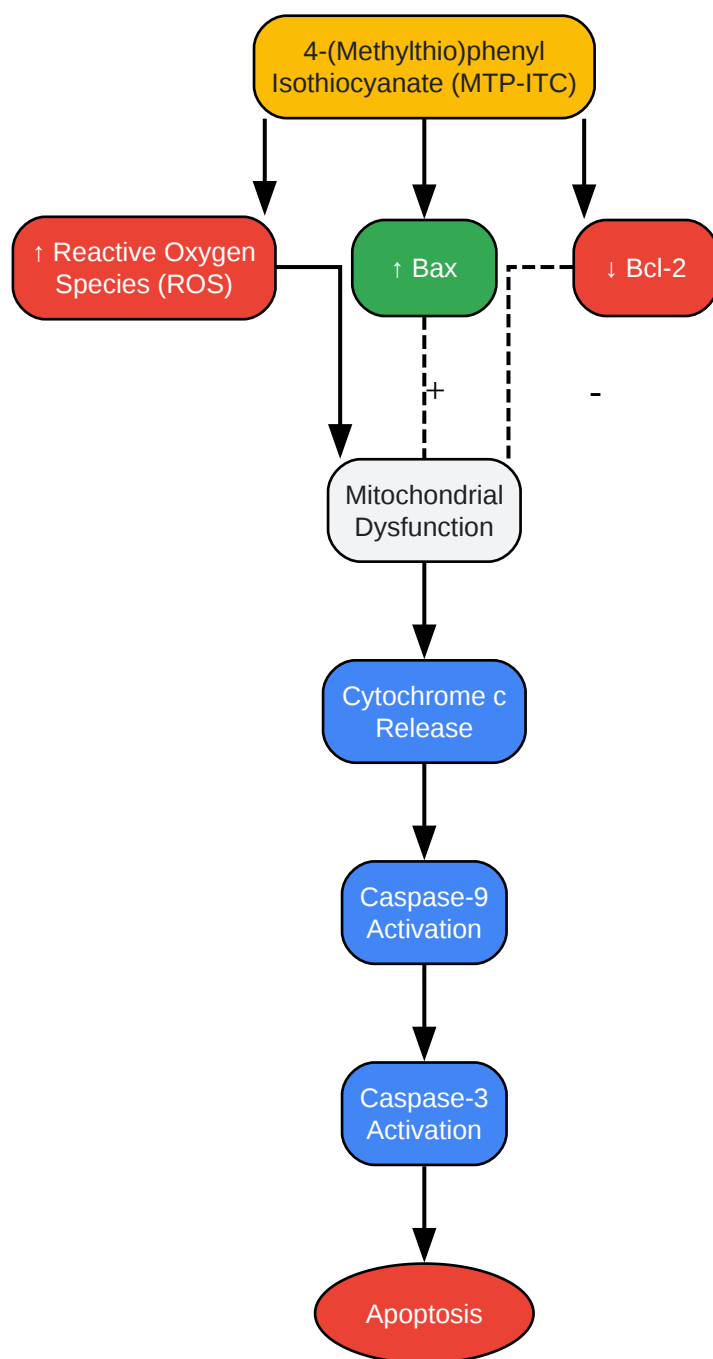 4-(Methylthio)phenyl
Isothiocyanate (MTP-ITC)
↑ Reactive Oxygen
Species (ROS)
↑ Bax
↓ Bcl-2
+
-
Mitochondrial
Dysfunction
Cytochrome c
Release
Caspase-9
Activation
Caspase-3
Activation
Apoptosis